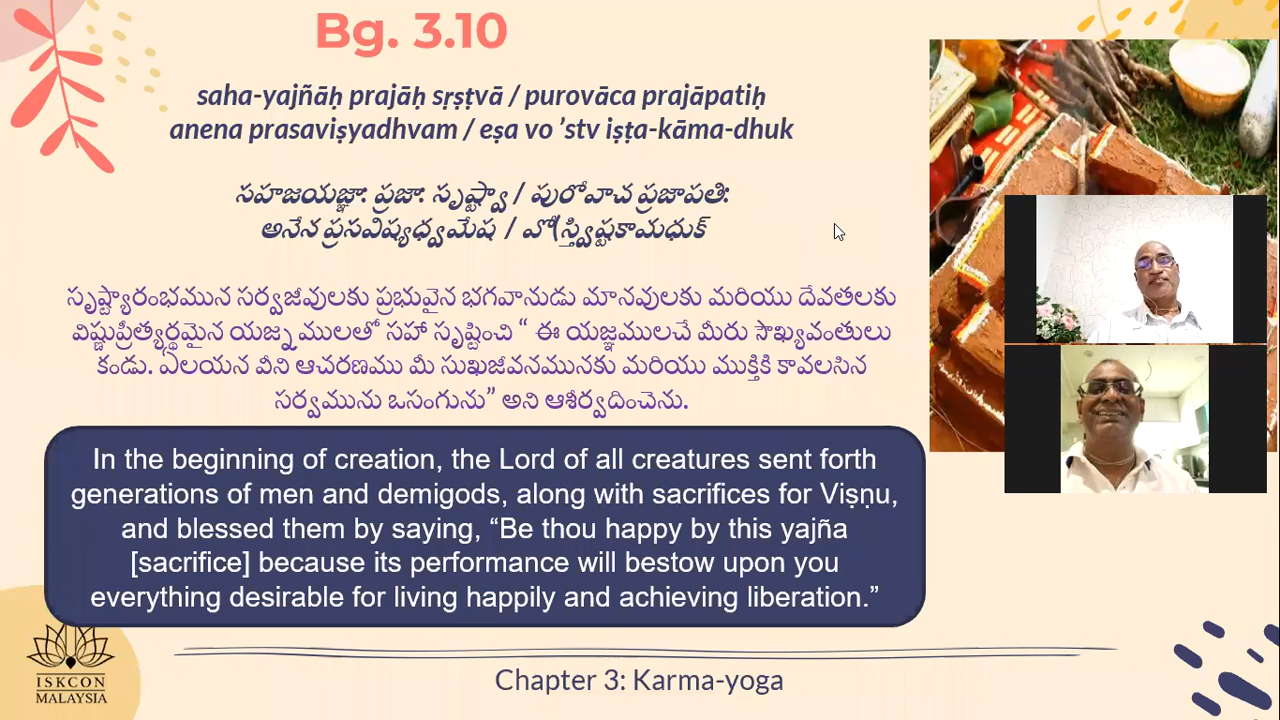 Bg. 3.10
saha-yajñāḥ prajāḥ sṛṣṭvā / purovāca prajāpatiḥ
anena prasaviṣyadhvam / eṣa vo ’stv iṣṭa-kāma-dhuk
సహజయజ్ఞా: ప్రజా: సృష్ట్వా / పురోవాచ ప్రజాపతి:
అనేన ప్రసవిష్యధ్వమేష / వో(స్త్విష్టకామధుక్
సృష్ట్యారంభమున సర్వజీవులకు ప్రభువైన భగవానుడు మానవులకు మరియు దేవతలకు
విష్ణుప్రీత్యర్థమైన యజ్న ములతో సహా సృష్టించి “ ఈ యజ్ఞములచే మీరు సౌఖ్యవంతులు
కండు. ఏలయన వీని ఆచరణము మీ సుఖజీవనమునకు మరియు ముక్తికి కావలసిన
సర్వమును ఒసంగును” అని ఆశీర్వదించెను.
In the beginning of creation, the Lord of all creatures sent forth
generations of men and demigods, along with sacrifices for Viṣṇu,
and blessed them by saying, “Be thou happy by this yajña
[sacrifice] because its performance will bestow upon you
everything desirable for living happily and achieving liberation.”
ISKCON
MALAYSIA
Chapter 3: Karma-yoga